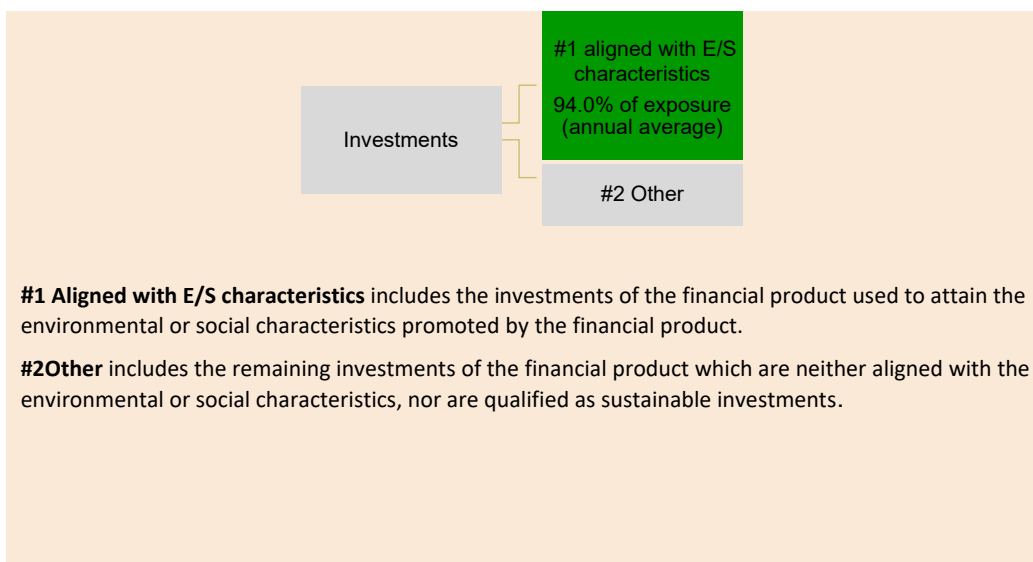 #1 aligned with E/S
characteristics
94.0% of exposure
(annual average)
Investments
#2 Other
#1 Aligned with E/S characteristics includes the investments of the financial product used to attain the
environmental or social characteristics promoted by the financial product.
#2Other includes the remaining investments of the financial product which are neither aligned with the
environmental or social characteristics, nor are qualified as sustainable investments.